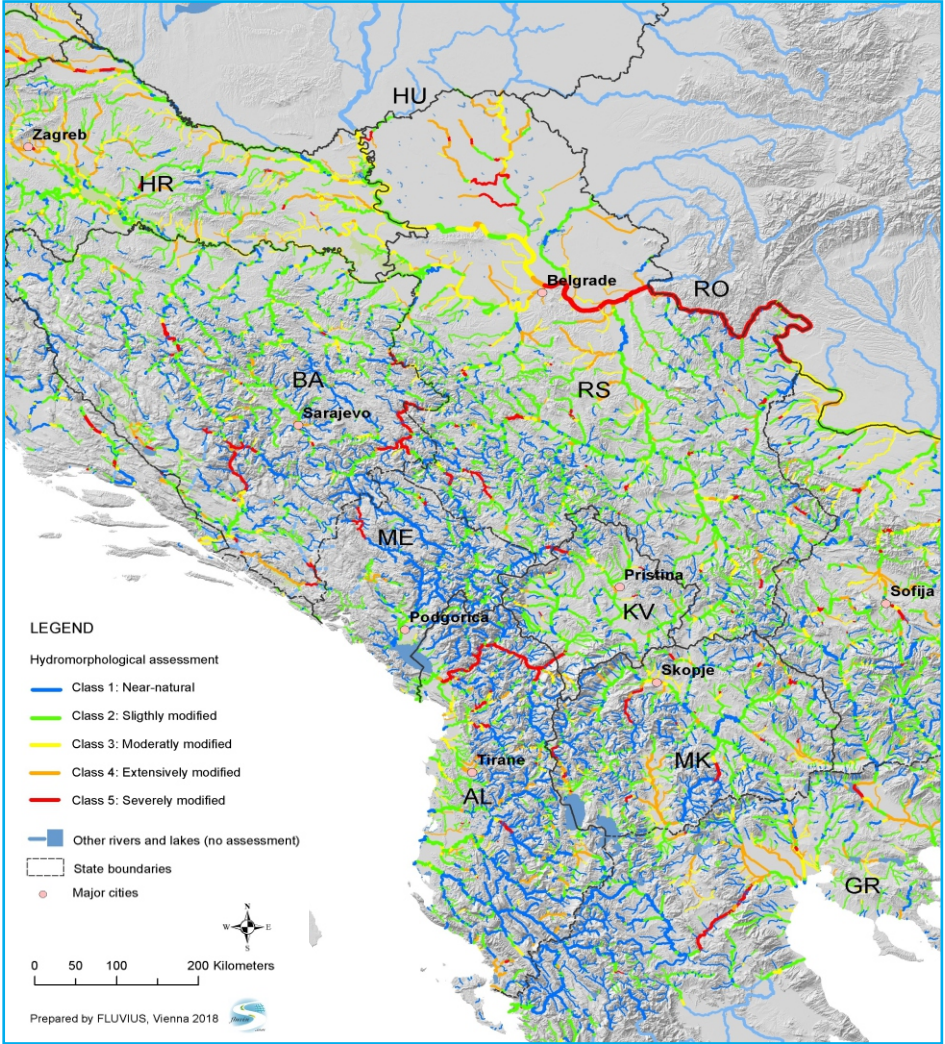 HU
Zagreb
HR
Belgrade
RO
BA
RS
Sarajevo
ME
Pristina
Sofija
KV
Podgorica
LEGEND
Hydromorphological assessment
Skopje
Class 1: Near-natural
Class 2: Sligthly modified
Class 3: Moderatly modified
Tirane
MK
Class 4: Extensively modified
AL
Class 5: Severely modified
Other rivers and lakes (no assessment)
State boundaries
GR
Major cities
N
W E
S
0 50 100 200 Kilometers
Prepared by FLUVIUS, Vienna 2018
fluvius